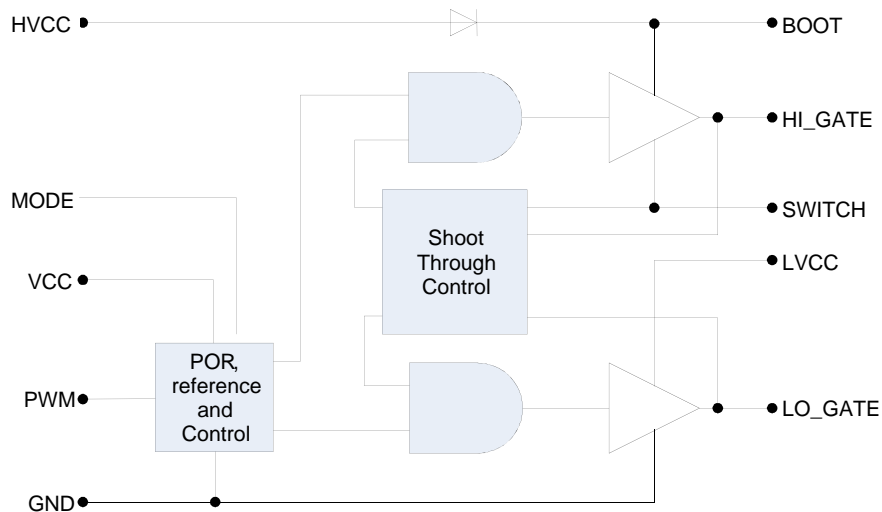 HVCC
BOOT
HI_GATE
MODE
SWITCH
Shoot
Through
Control
LVCC
VCC
POR,
reference
and
Control
PWM
LO_GATE
GND